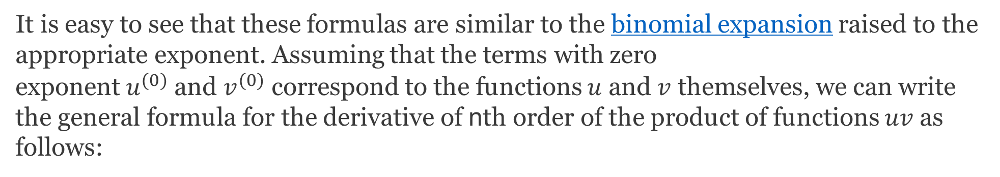 It is easy to see that these formulas are similar to the binomial expansion raised to the
appropriate exponent. Assuming that the terms with zero
exponent u⁽⁰⁾ and v⁽⁰⁾ correspond to the functions u and v themselves, we can write
the general formula for the derivative of nth order of the product of functions uv as
follows: